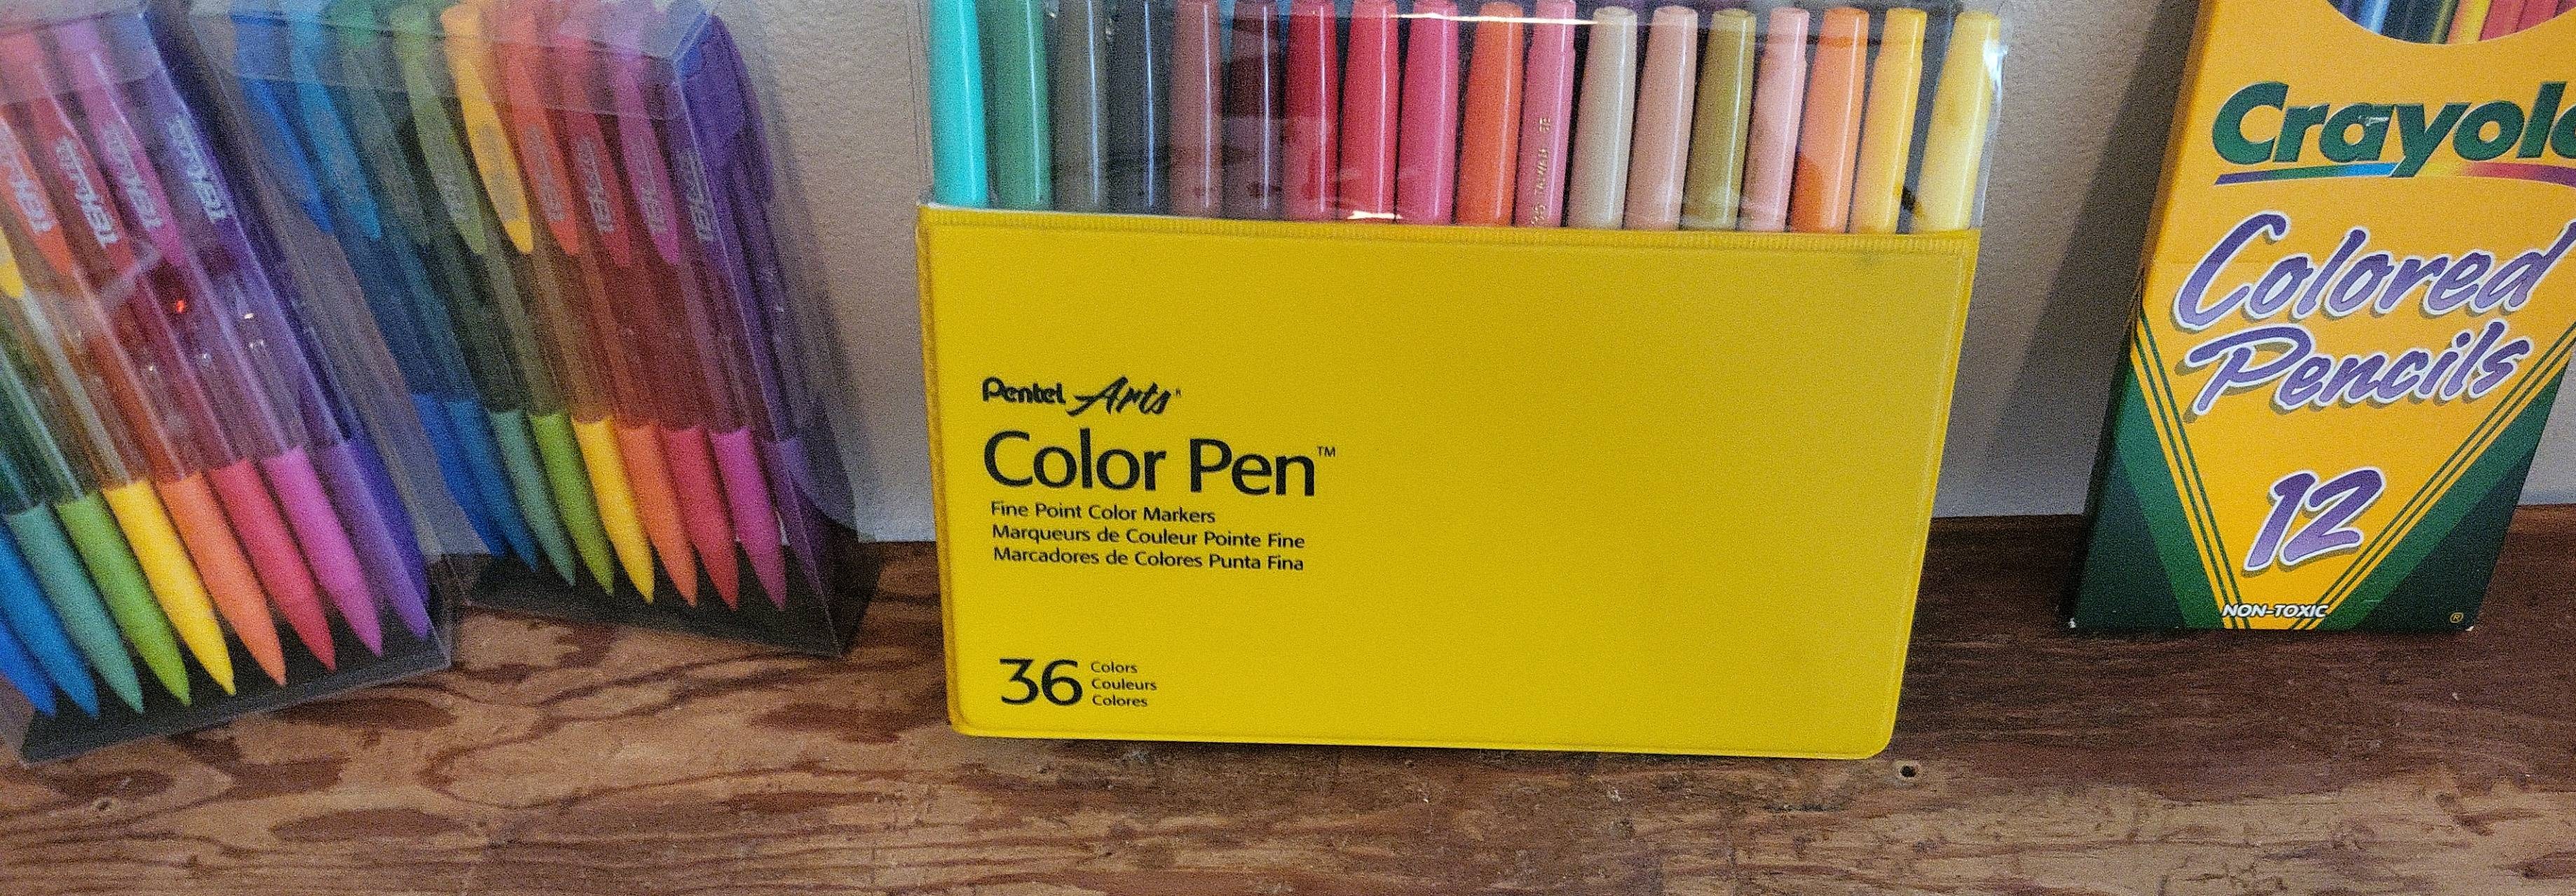 Pentel Arts®
Color Pen™
Fine Point Color Markers
Marqueurs de Couleur Pointe Fine
Marcadores de Colores Punta Fina
36 Colors
Couleurs
Colores
Crayola
Colored
Pencils
12
NON-TOXIC
®